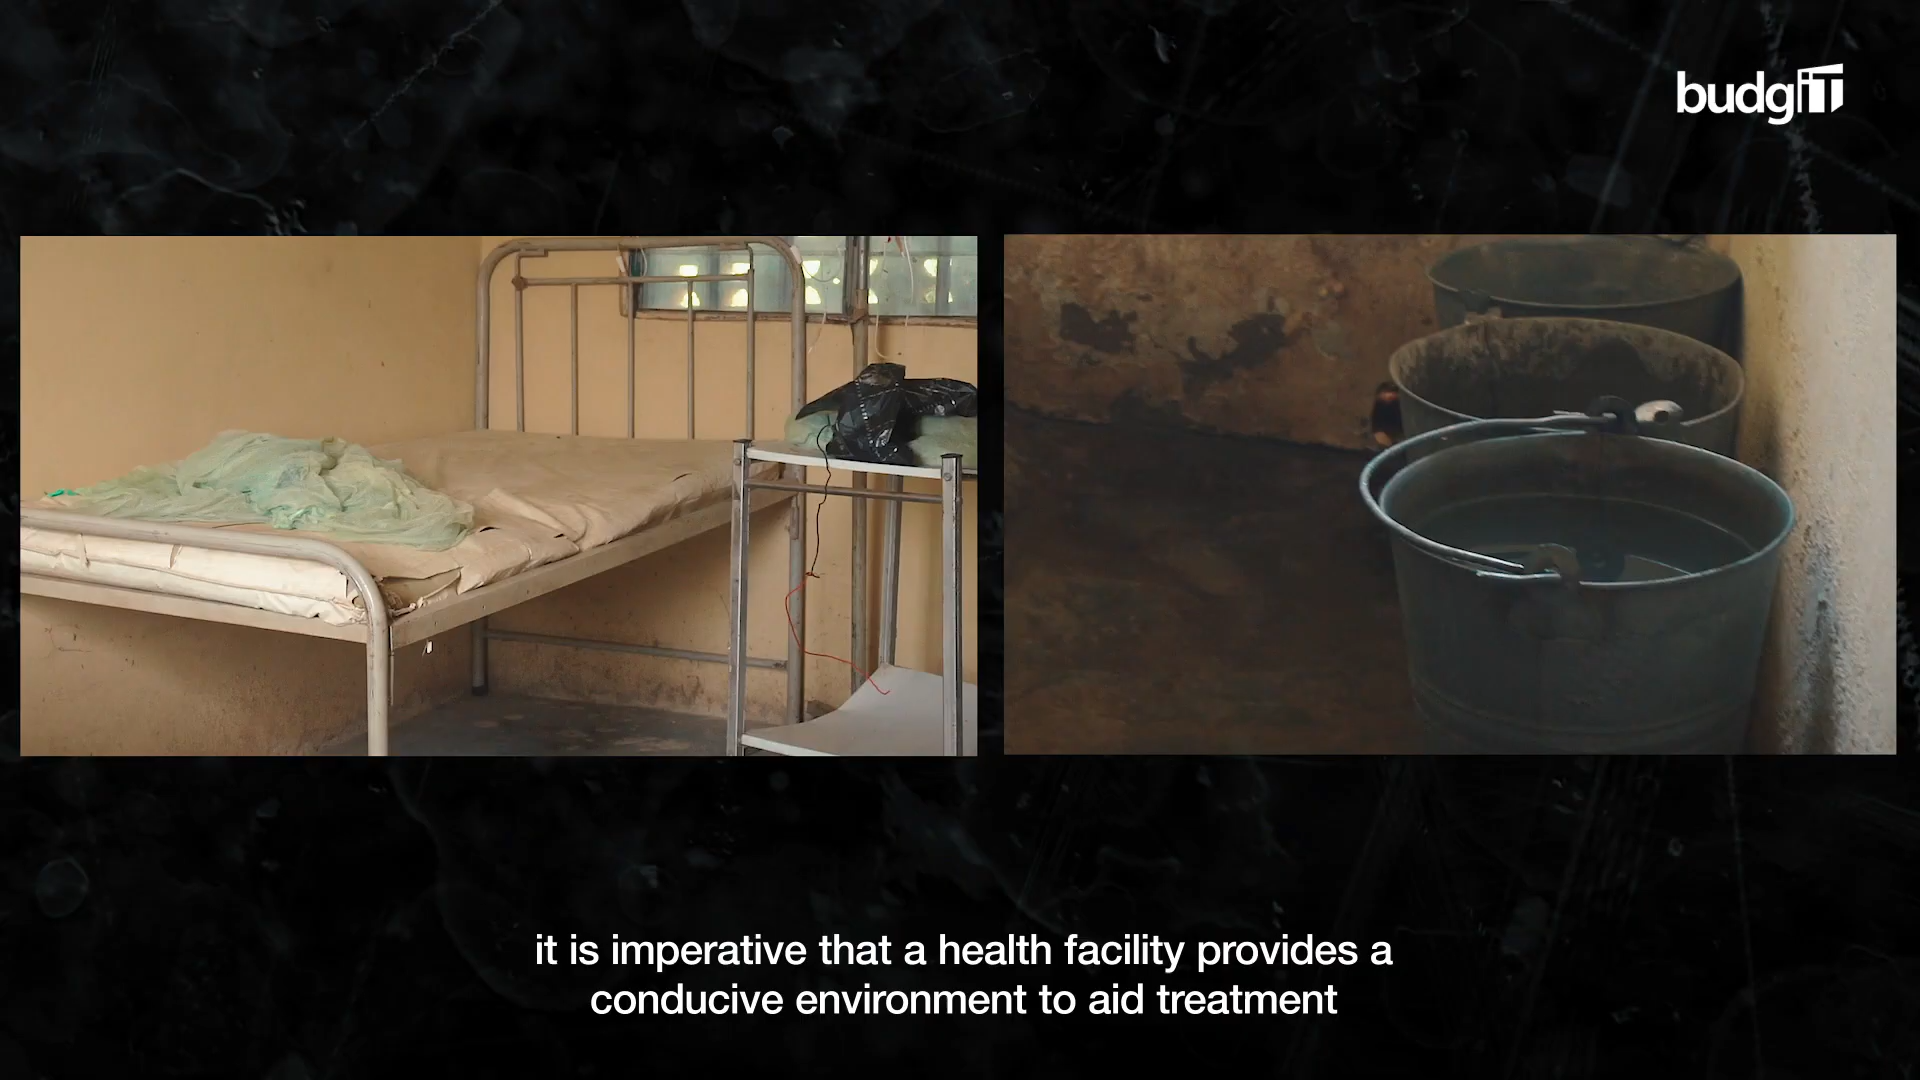 budgIT
it is imperative that a health facility provides a
conducive environment to aid treatment